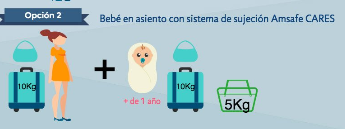 Opción 2
Bebé en asiento con sistema de sujeción Amsafe CARES
10Kg
+
+ de 1 año
10Kg
5Kg